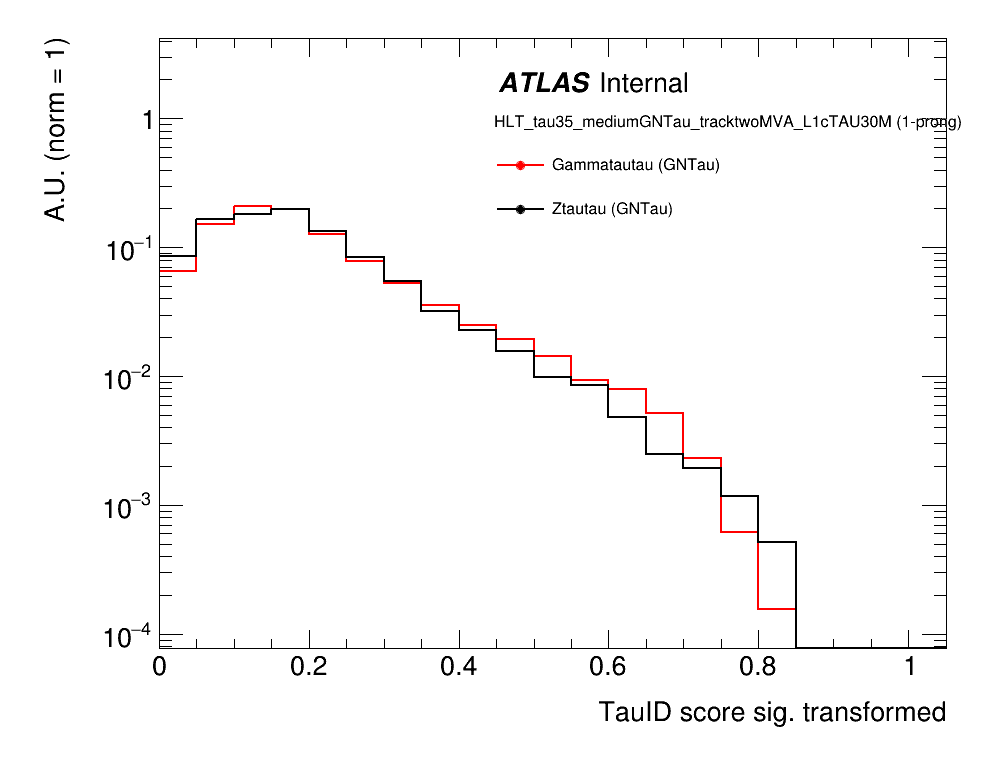 A.U. (norm = 1)
ATLAS Internal
HLT_tau35_mediumGNTau_tracktwoMVA_L1cTAU30M (1-prong)
Gammatautau (GNTau)
Ztautau (GNTau)
1
10⁻¹
10⁻²
10⁻³
10⁻⁴
0 0.2 0.4 0.6 0.8 1
TauID score sig. transformed